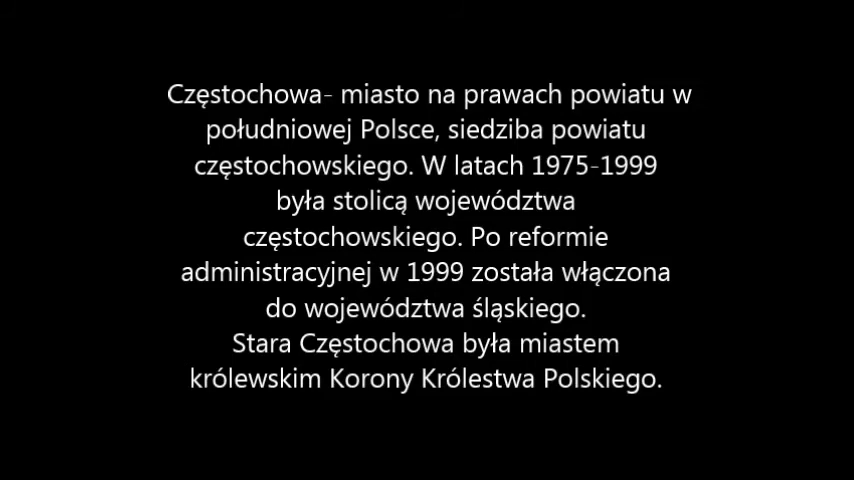 Częstochowa- miasto na prawach powiatu w
południowej Polsce, siedziba powiatu
częstochowskiego. W latach 1975-1999
była stolicą województwa
częstochowskiego. Po reformie
administracyjnej w 1999 została włączona
do województwa śląskiego.
Stara Częstochowa była miastem
królewskim Korony Królestwa Polskiego.